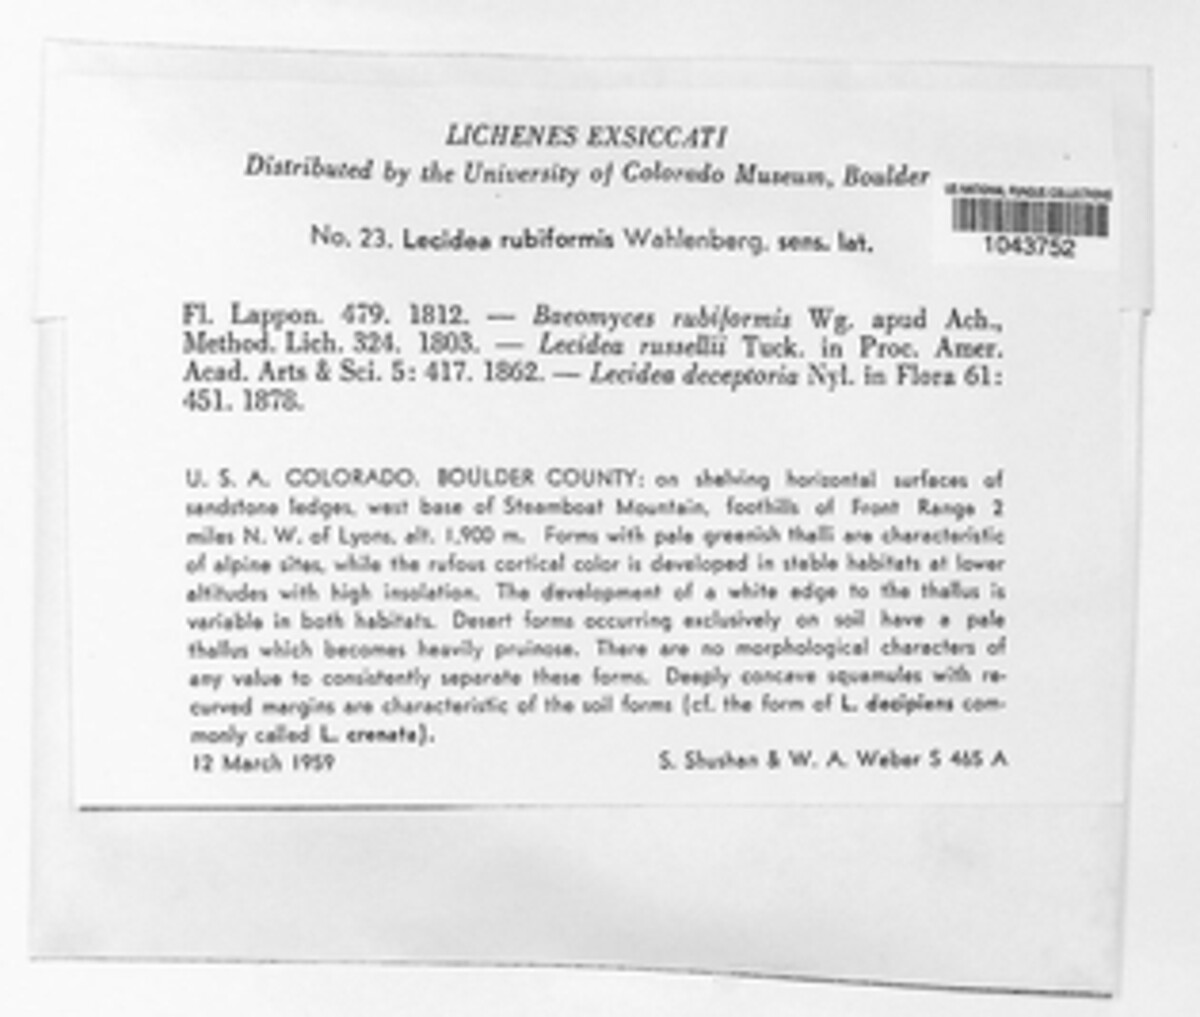 LICHENES EXSICCATI
Distributed by the University of Colorado Museum, Boulder
US NATIONAL FUNGUS COLLECTIONS
1043752
No. 23. Lecidea rubiformis Wahlenberg. sens. lat.
Fl. Lappon. 479. 1812. — Baeomyces rubiformis Wg. apud Ach.,
Method. Lich. 324. 1803. — Lecidea russellii Tuck. in Proc. Amer.
Acad. Arts & Sci. 5: 417. 1862. — Lecidea deceptoria Nyl. in Flora 61:
451. 1878.
U. S. A. COLORADO. BOULDER COUNTY: on shelving horizontal surfaces of
sandstone ledges, west base of Steamboat Mountain, foothills of Front Range 2
miles N. W. of Lyons, alt. 1,900 m. Forms with pale greenish thalli are characteristic
of alpine sites, while the rufous cortical color is developed in stable habitats at lower
altitudes with high insolation. The development of a white edge to the thallus is
variable in both habitats. Desert forms occurring exclusively on soil have a pale
thallus which becomes heavily pruinose. There are no morphological characters of
any value to consistently separate these forms. Deeply concave squamules with re-
curved margins are characteristic of the soil forms (cf. the form of L. decipiens com-
monly called L. crenata).
12 March 1959
S. Shushan & W. A. Weber S 465 A